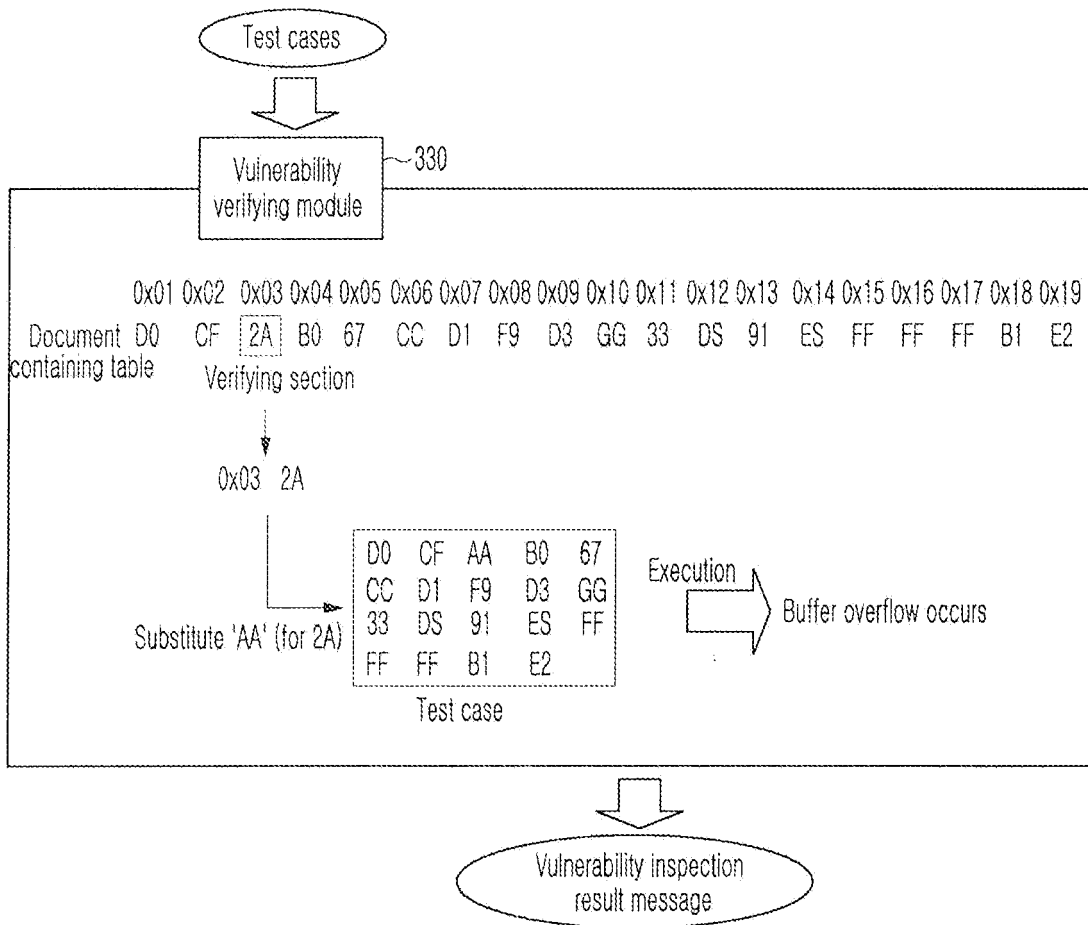 Test cases
Vulnerability
verifying module
330
0x01 0x02 0x03 0x04 0x05 0x06 0x07 0x08 0x09 0x10 0x11 0x12 0x13 0x14 0x15 0x16 0x17 0x18 0x19
Document
containing table
D0 CF 2A B0 67 CC D1 F9 D3 GG 33 DS 91 ES FF FF FF B1 E2
Verifying section
0x03 2A
Substitute 'AA' (for 2A)
D0 CF AA B0 67
CC D1 F9 D3 GG
33 DS 91 ES FF
FF FF B1 E2
Test case
Execution
Buffer overflow occurs
Vulnerability inspection
result message